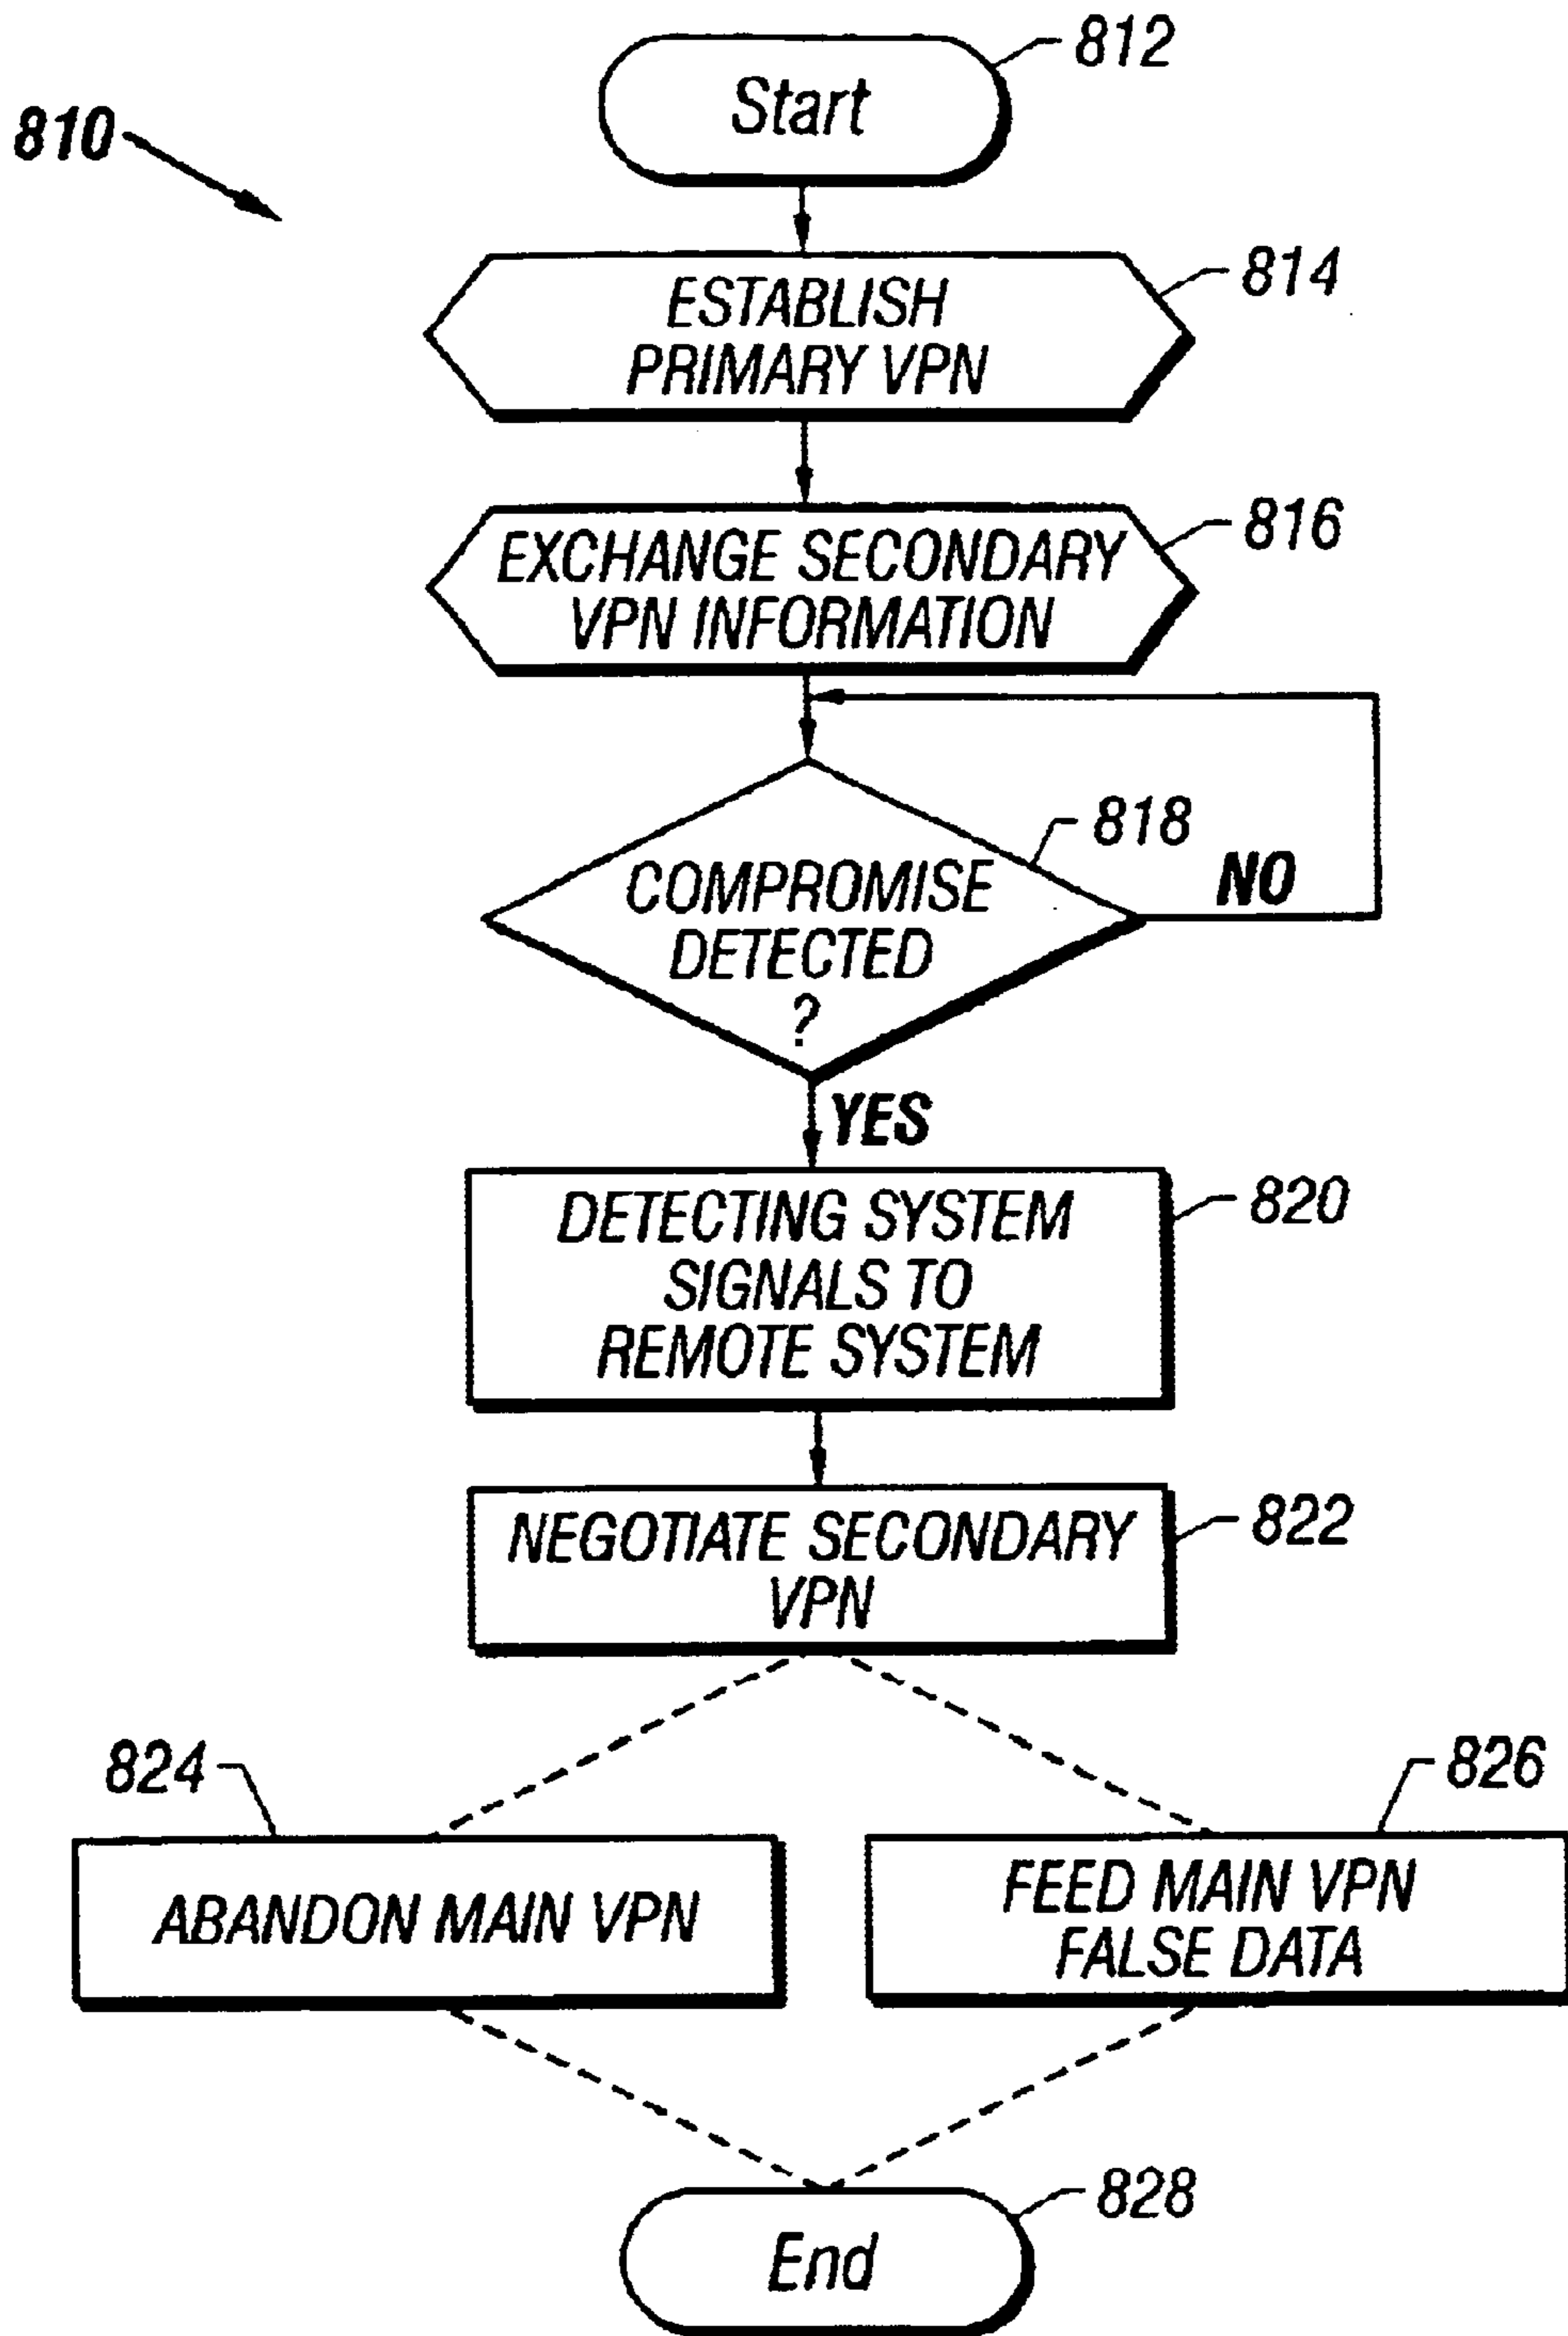 812
Start
810
814
ESTABLISH
PRIMARY VPN
816
EXCHANGE SECONDARY
VPN INFORMATION
818
COMPROMISE
DETECTED
?
NO
YES
820
DETECTING SYSTEM
SIGNALS TO
REMOTE SYSTEM
822
NEGOTIATE SECONDARY
VPN
824
826
ABANDON MAIN VPN
FEED MAIN VPN
FALSE DATA
828
End